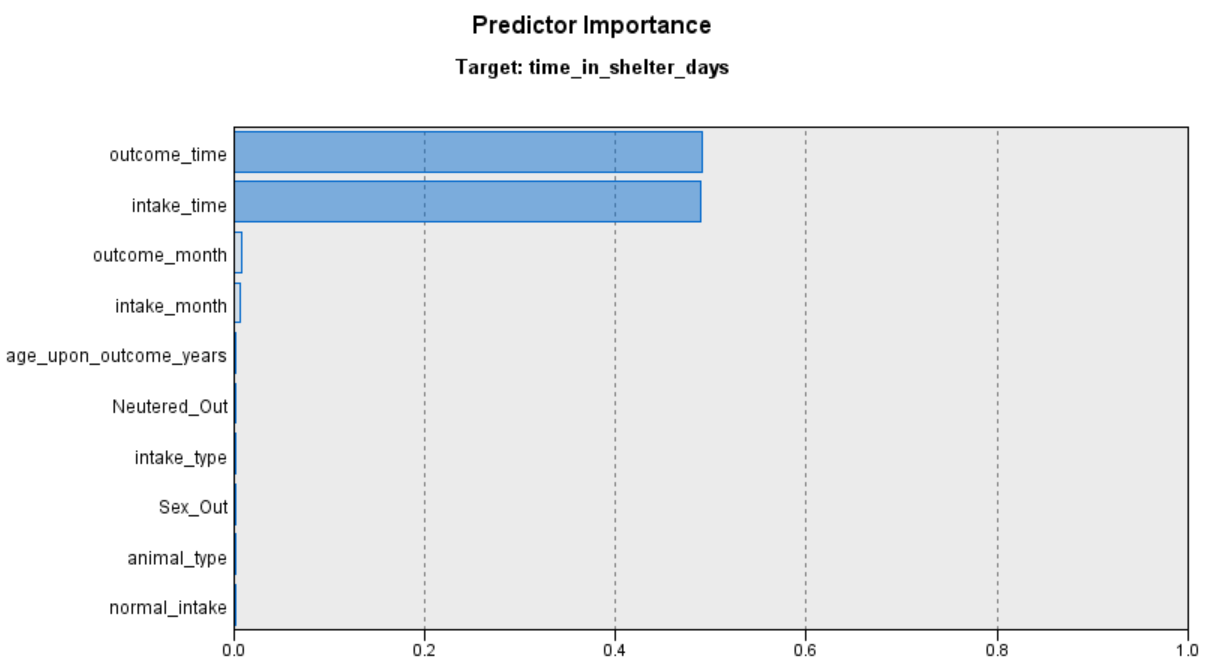 Predictor Importance
Target: time_in_shelter_days
outcome_time
intake_time
outcome_month
intake_month
age_upon_outcome_years
Neutered_Out
intake_type
Sex_Out
animal_type
normal_intake
0.0 0.2 0.4 0.6 0.8 1.0